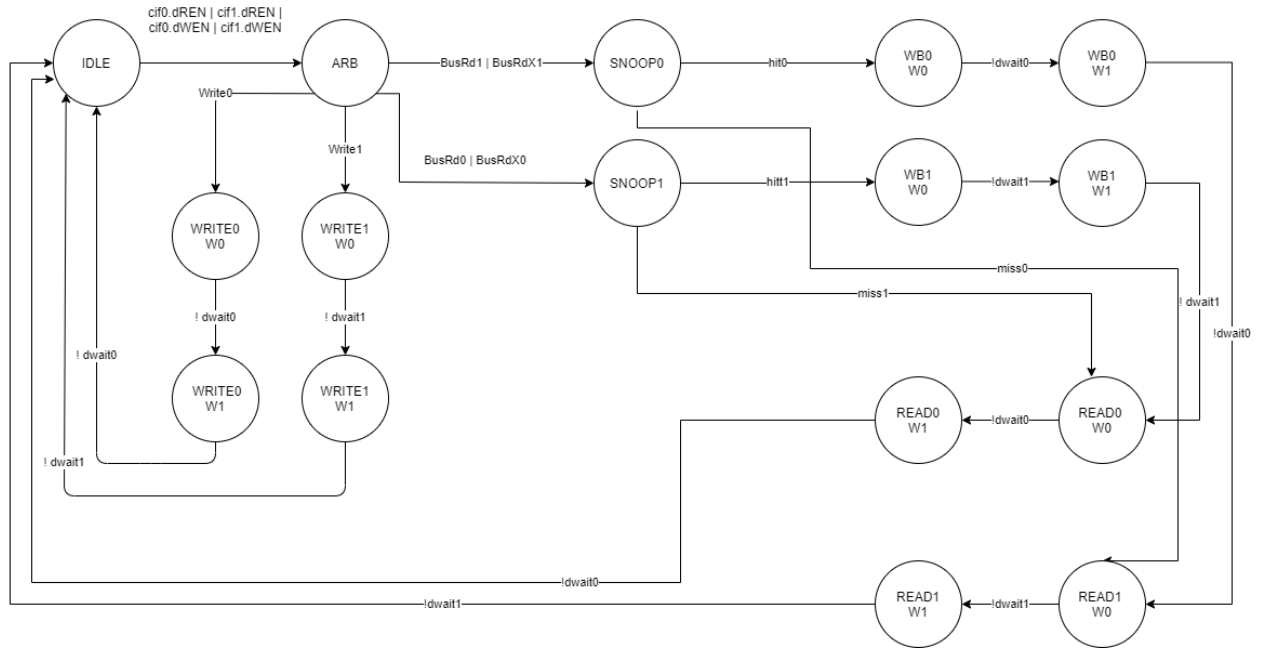 cif0.dREN | cif1.dREN |
cif0.dWEN | cif1.dWEN
IDLE
ARB
BusRd1 | BusRdX1
SNOOP0
hit0
WB0
W0
!dwait0
WB0
W1
Write0
Write1
BusRd0 | BusRdX0
SNOOP1
hitt1
WB1
W0
!dwait1
WB1
W1
WRITE0
W0
WRITE1
W0
miss0
miss1
! dwait1
!dwait0
! dwait0
! dwait1
! dwait0
WRITE0
W1
WRITE1
W1
READ0
W1
!dwait0
READ0
W0
! dwait1
!dwait0
!dwait1
READ1
W1
!dwait1
READ1
W0